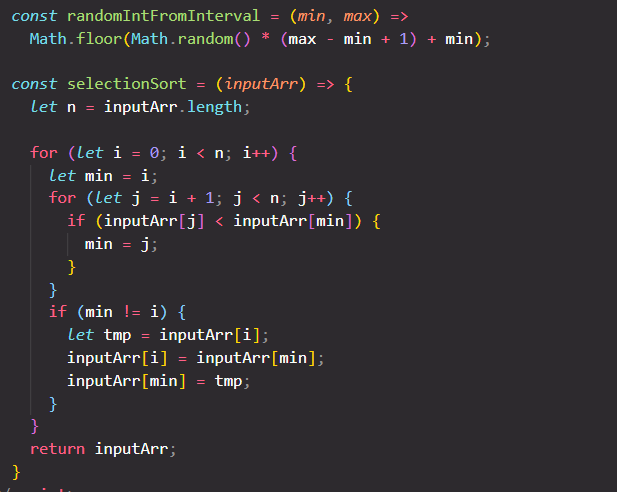 const randomIntFromInterval = (min, max) =>
  Math.floor(Math.random() * (max - min + 1) + min);

const selectionSort = (inputArr) => {
  let n = inputArr.length;

  for (let i = 0; i < n; i++) {
    let min = i;
    for (let j = i + 1; j < n; j++) {
      if (inputArr[j] < inputArr[min]) {
        min = j;
      }
    }
    if (min != i) {
      let tmp = inputArr[i];
      inputArr[i] = inputArr[min];
      inputArr[min] = tmp;
    }
  }
  return inputArr;
}